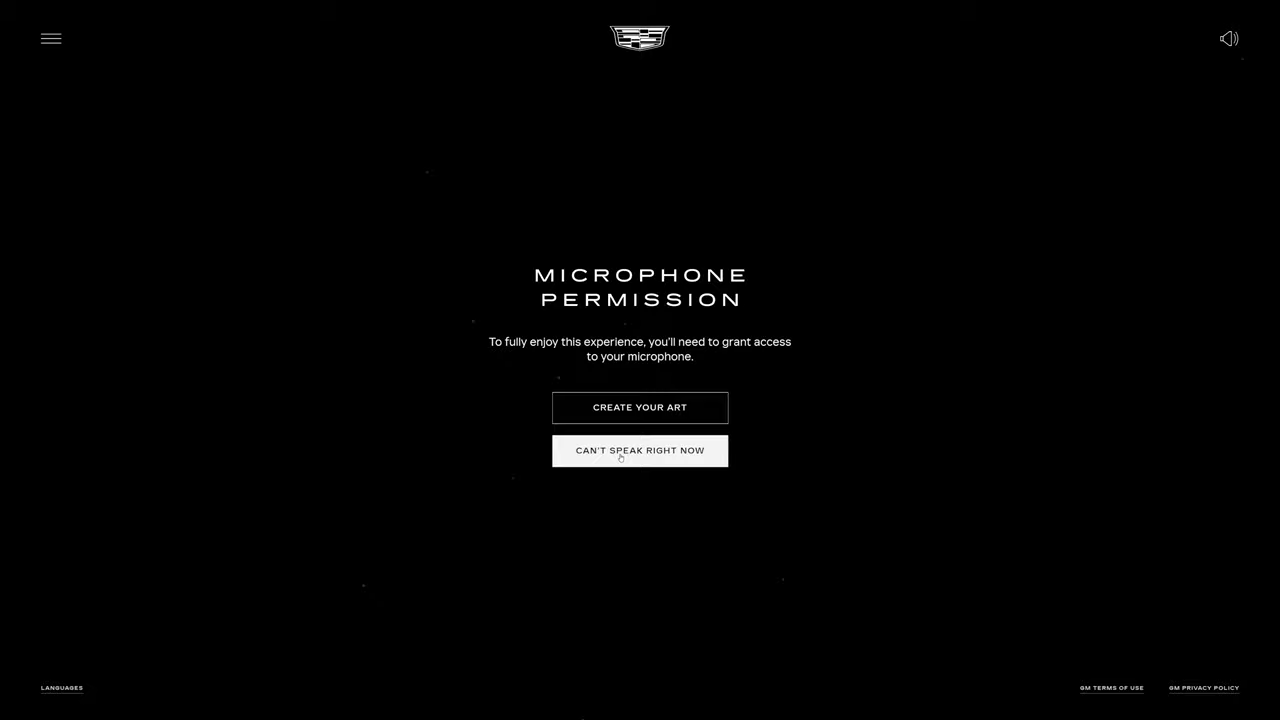 MICROPHONE
PERMISSION
To fully enjoy this experience, you'll need to grant access
to your microphone.
CREATE YOUR ART
CAN'T SPEAK RIGHT NOW
LANGUAGES
GM TERMS OF USE
GM PRIVACY POLICY